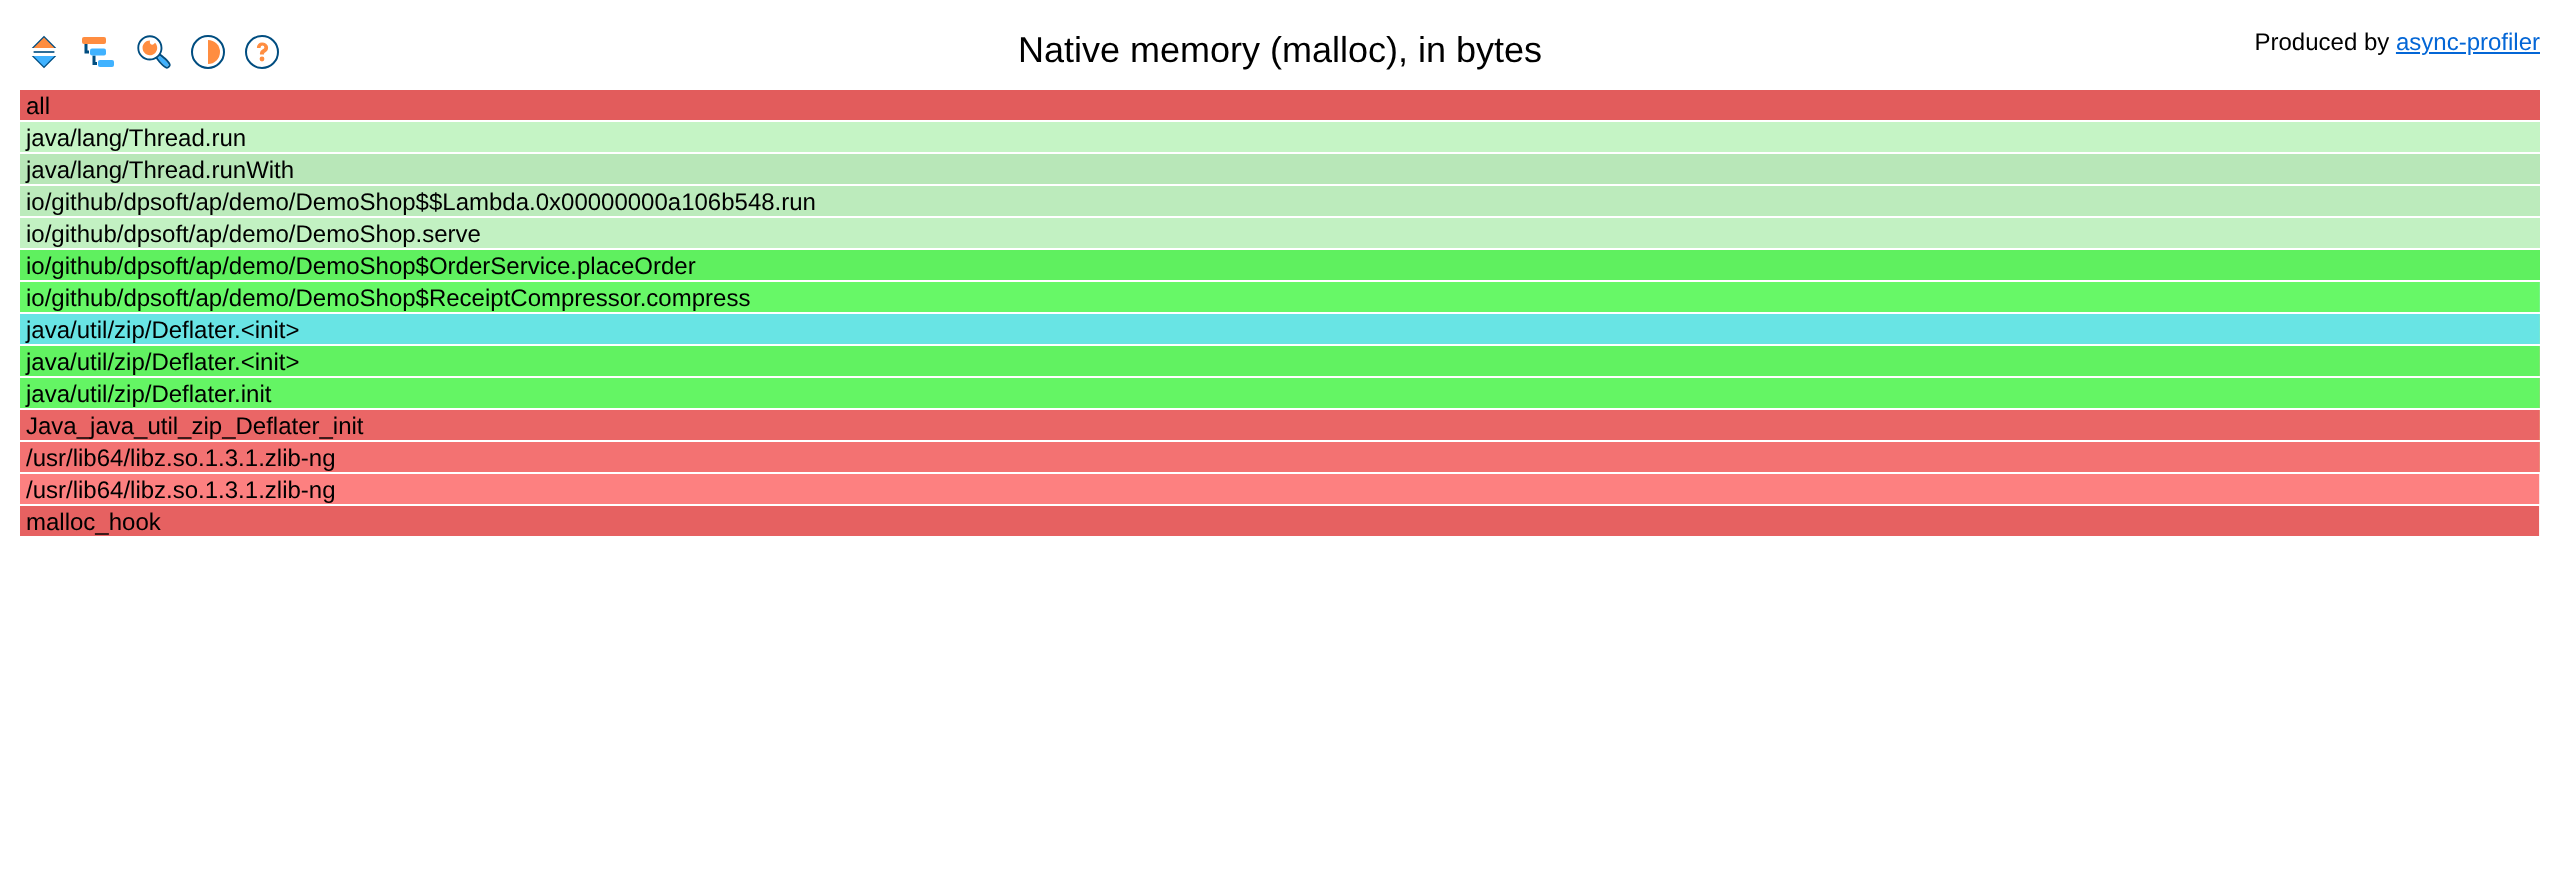 Native memory (malloc), in bytes
Produced by async-profiler
all
java/lang/Thread.run
java/lang/Thread.runWith
io/github/dpsoft/ap/demo/DemoShop$$Lambda.0x00000000a106b548.run
io/github/dpsoft/ap/demo/DemoShop.serve
io/github/dpsoft/ap/demo/DemoShop$OrderService.placeOrder
io/github/dpsoft/ap/demo/DemoShop$ReceiptCompressor.compress
java/util/zip/Deflater.<init>
java/util/zip/Deflater.<init>
java/util/zip/Deflater.init
Java_java_util_zip_Deflater_init
/usr/lib64/libz.so.1.3.1.zlib-ng
/usr/lib64/libz.so.1.3.1.zlib-ng
malloc_hook